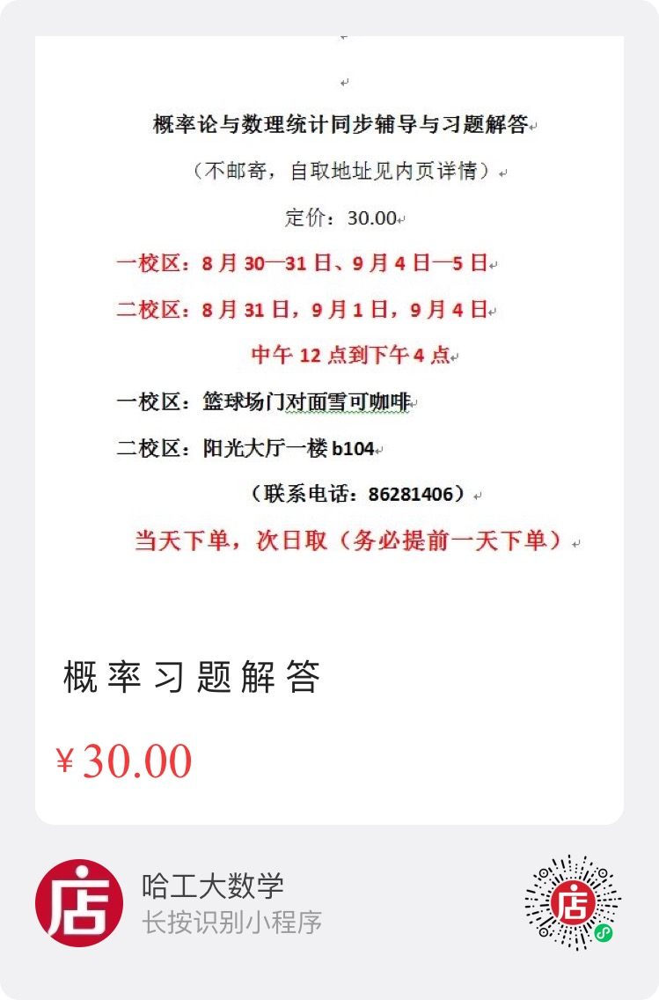 概率论与数理统计同步辅导与习题解答
（不邮寄，自取地址见内页详情）
定价：30.00
一校区：8 月 30—31 日、9 月 4 日—5 日
二校区：8 月 31 日，9 月 1 日，9 月 4 日
中午 12 点到下午 4 点
一校区：篮球场门对面雪可咖啡
二校区：阳光大厅一楼 b104
（联系电话：86281406）
当天下单，次日取（务必提前一天下单）
概率习题解答
¥30.00
店
哈工大数学
长按识别小程序
店